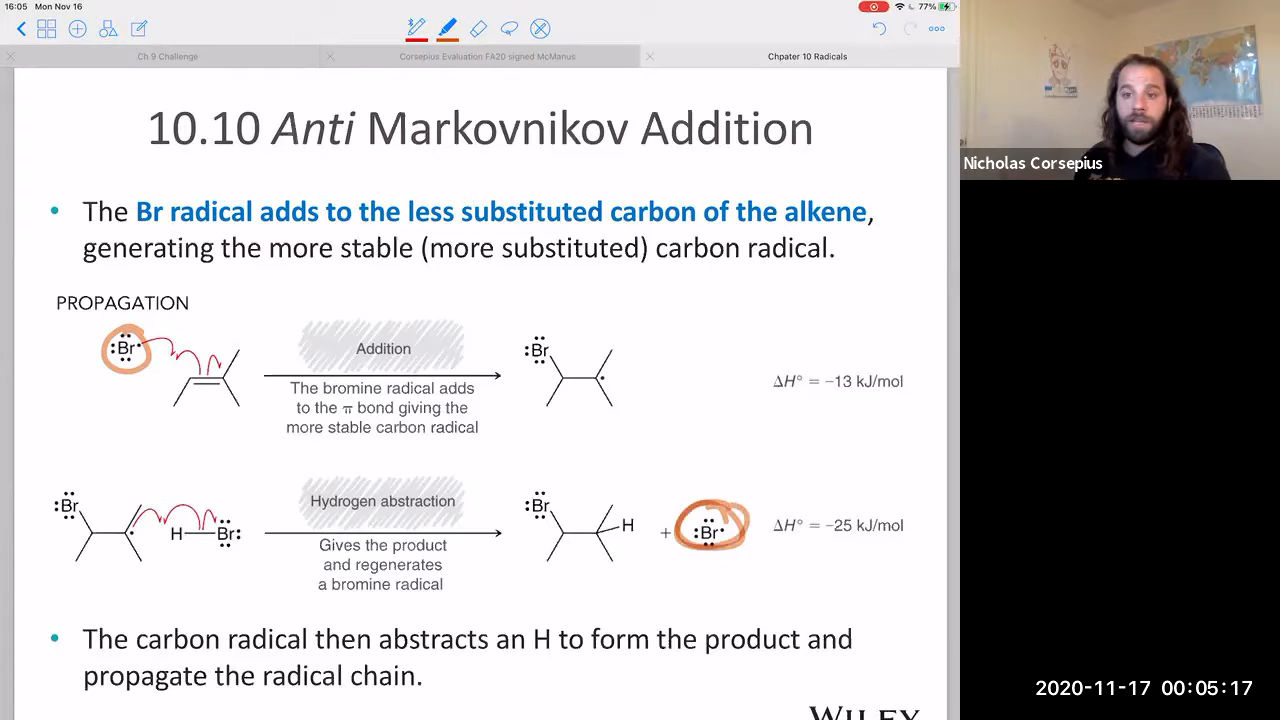 16:05 Mon Nov 16
77%
Ch 9 Challenge
Corsepius Evaluation FA20 signed McManus
Chpater 10 Radicals
10.10 Anti Markovnikov Addition
Nicholas Corsepius
• The Br radical adds to the less substituted carbon of the alkene,
generating the more stable (more substituted) carbon radical.
PROPAGATION
Br
Addition
The bromine radical adds
to the π bond giving the
more stable carbon radical
Br
ΔH° = −13 kJ/mol
Br
H Br
Hydrogen abstraction
Gives the product
and regenerates
a bromine radical
Br
H
+ Br
ΔH° = −25 kJ/mol
• The carbon radical then abstracts an H to form the product and
propagate the radical chain.
WILEY
2020-11-17 00:05:17